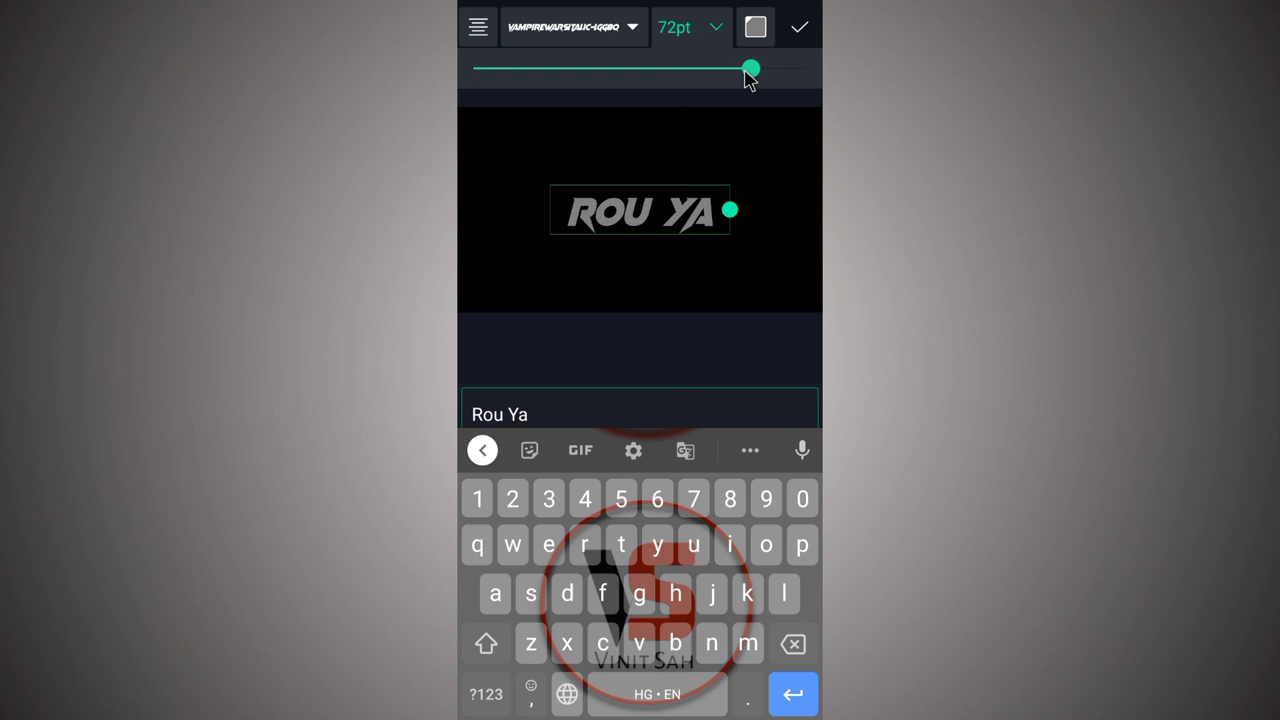 VAMPIREWARSITALIC-1GGBQ
72pt
ROU YA
Rou Ya
GIF
1 2 3 4 5 6 7 8 9 0
q w e r t y u i o p
a s d f g h j k l
z x c v b n m
VS
VINIT SAH
?123 , HG • EN .